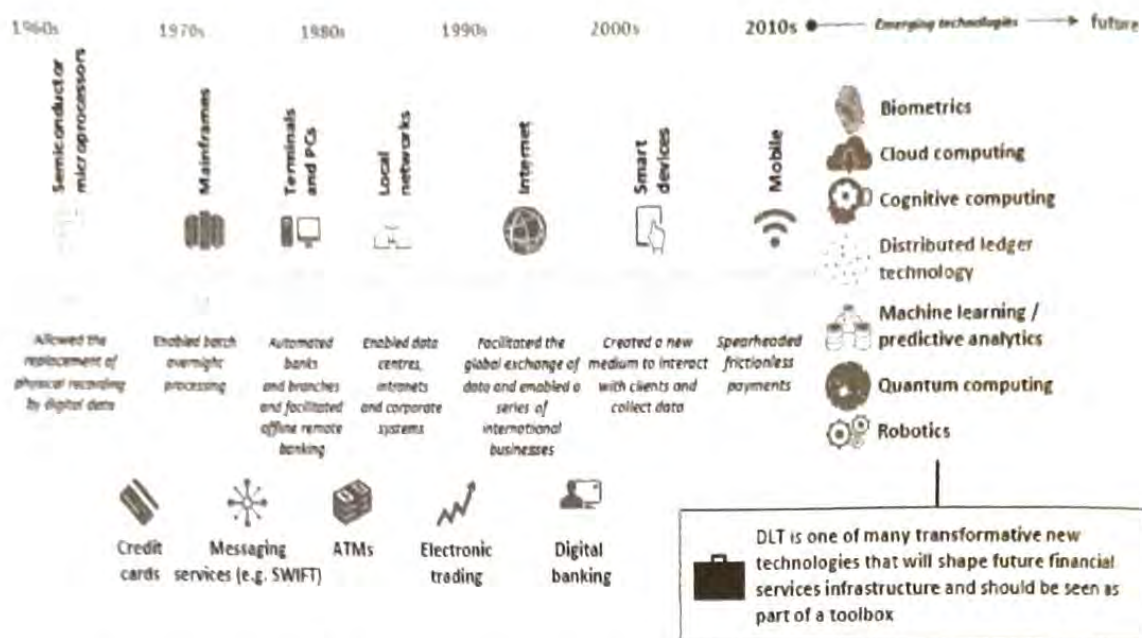 1960s
1970s
1980s
1990s
2000s
2010s
Emerging technologies
future
Semiconductor
microprocessors
Mainframes
Terminals
and PCs
Local
networks
Internet
Smart
devices
Mobile
Biometrics
Cloud computing
Cognitive computing
Distributed ledger
technology
Machine learning /
predictive analytics
Quantum computing
Robotics
Allowed the
replacement of
physical recording
by digital data
Enabled batch
overnight
processing
Automated
banks
and branches
and facilitated
offline remote
banking
Enabled data
centres,
intranets
and corporate
systems
Facilitated the
global exchange of
data and enabled a
series of
international
businesses
Created a new
medium to interact
with clients and
collect data
Spearheaded
frictionless
payments
Credit
cards
Messaging
services (e.g. SWIFT)
ATMs
Electronic
trading
Digital
banking
DLT is one of many transformative new
technologies that will shape future financial
services infrastructure and should be seen as
part of a toolbox